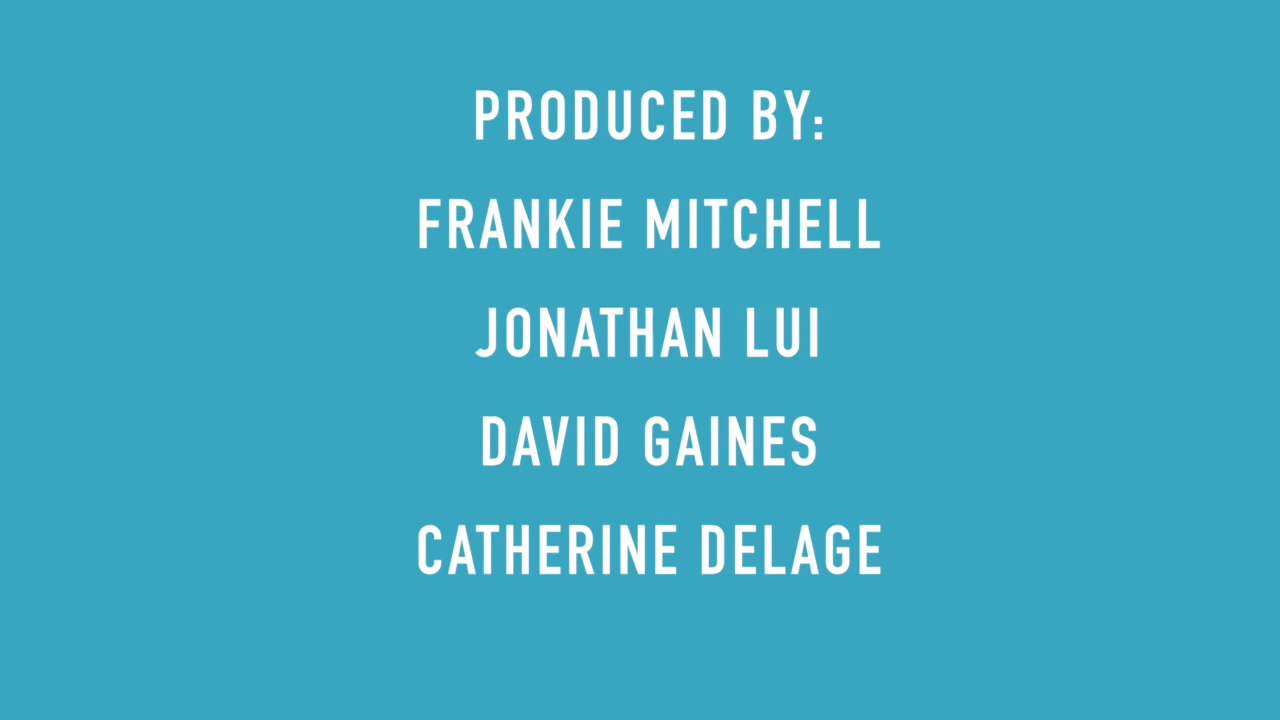 PRODUCED BY:
FRANKIE MITCHELL
JONATHAN LUI
DAVID GAINES
CATHERINE DELAGE